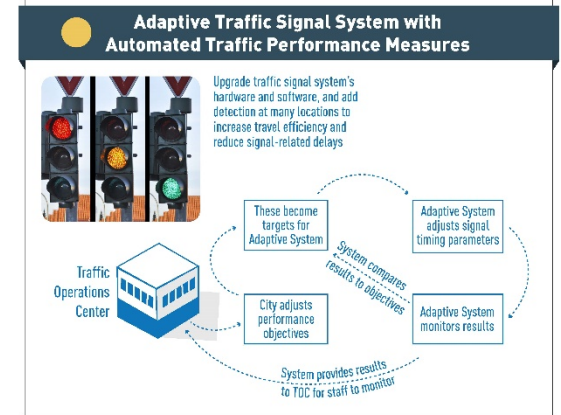 Adaptive Traffic Signal System with
Automated Traffic Performance Measures
Upgrade traffic signal system's
hardware and software, and add
detection at many locations to
increase travel efficiency and
reduce signal-related delays
These become
targets for
Adaptive System
Adaptive System
adjusts signal
timing parameters
System compares
results to objectives
Traffic
Operations
Center
City adjusts
performance
objectives
Adaptive System
monitors results
System provides results
to TOC for staff to monitor